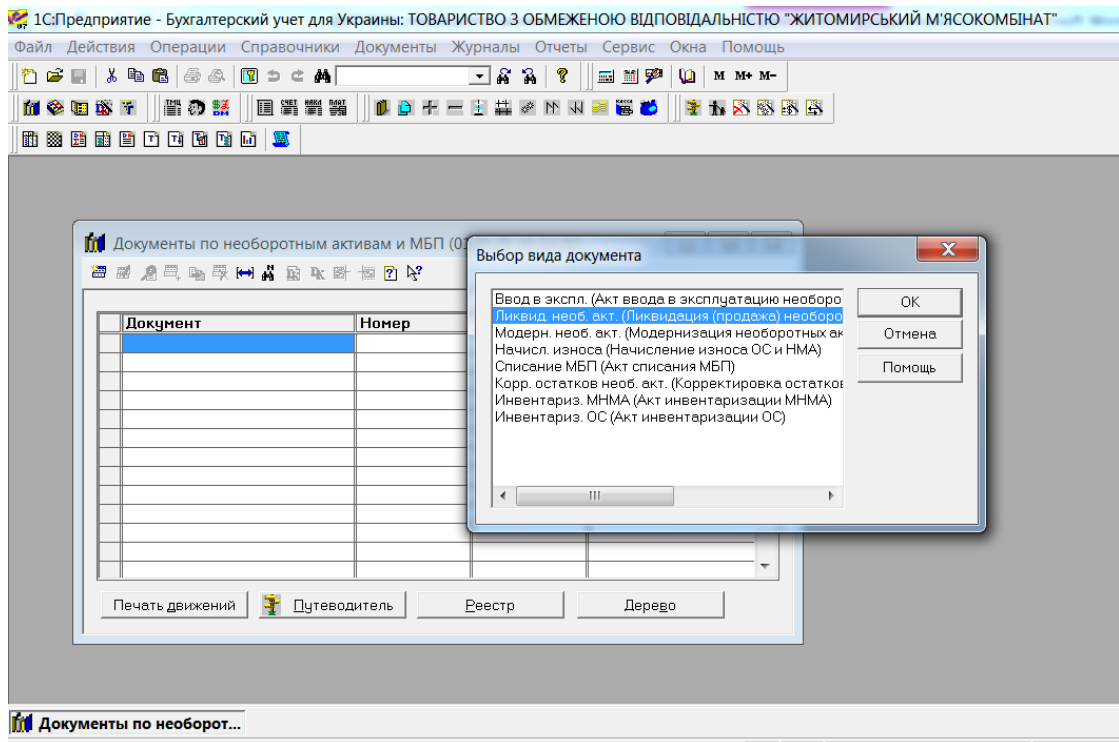 1С:Предприятие - Бухгалтерский учет для Украины: ТОВАРИСТВО З ОБМЕЖЕНОЮ ВІДПОВІДАЛЬНІСТЮ "ЖИТОМИРСЬКИЙ М'ЯСОКОМБІНАТ"
Файл Действия Операции Справочники Документы Журналы Отчеты Сервис Окна Помощь
M M+ M-
Документы по необоротным активам и МБП (01
Документ Номер
Печать движений Путеводитель Реестр Дерево
Выбор вида документа
Ввод в экспл. (Акт ввода в эксплуатацию необоро
Ликвид. необ. акт. (Ликвидация (продажа) необоро
Модерн. необ. акт. (Модернизация необоротных ак
Начисл. износа (Начисление износа ОС и НМА)
Списание МБП (Акт списания МБП)
Корр. остатков необ. акт. (Корректировка остатков
Инвентариз. МНМА (Акт инвентаризации МНМА)
Инвентариз. ОС (Акт инвентаризации ОС)
ОК
Отмена
Помощь
Документы по необорот...